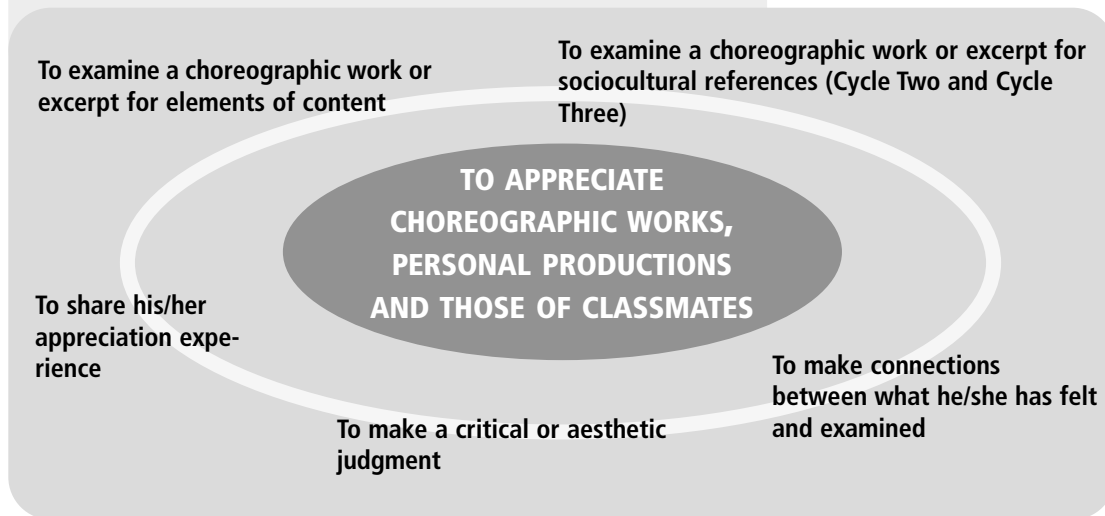 To examine a choreographic work or
excerpt for elements of content
To examine a choreographic work or excerpt for
sociocultural references (Cycle Two and Cycle
Three)
TO APPRECIATE
CHOREOGRAPHIC WORKS,
PERSONAL PRODUCTIONS
AND THOSE OF CLASSMATES
To share his/her
appreciation expe-
rience
To make connections
between what he/she has felt
and examined
To make a critical or aesthetic
judgment